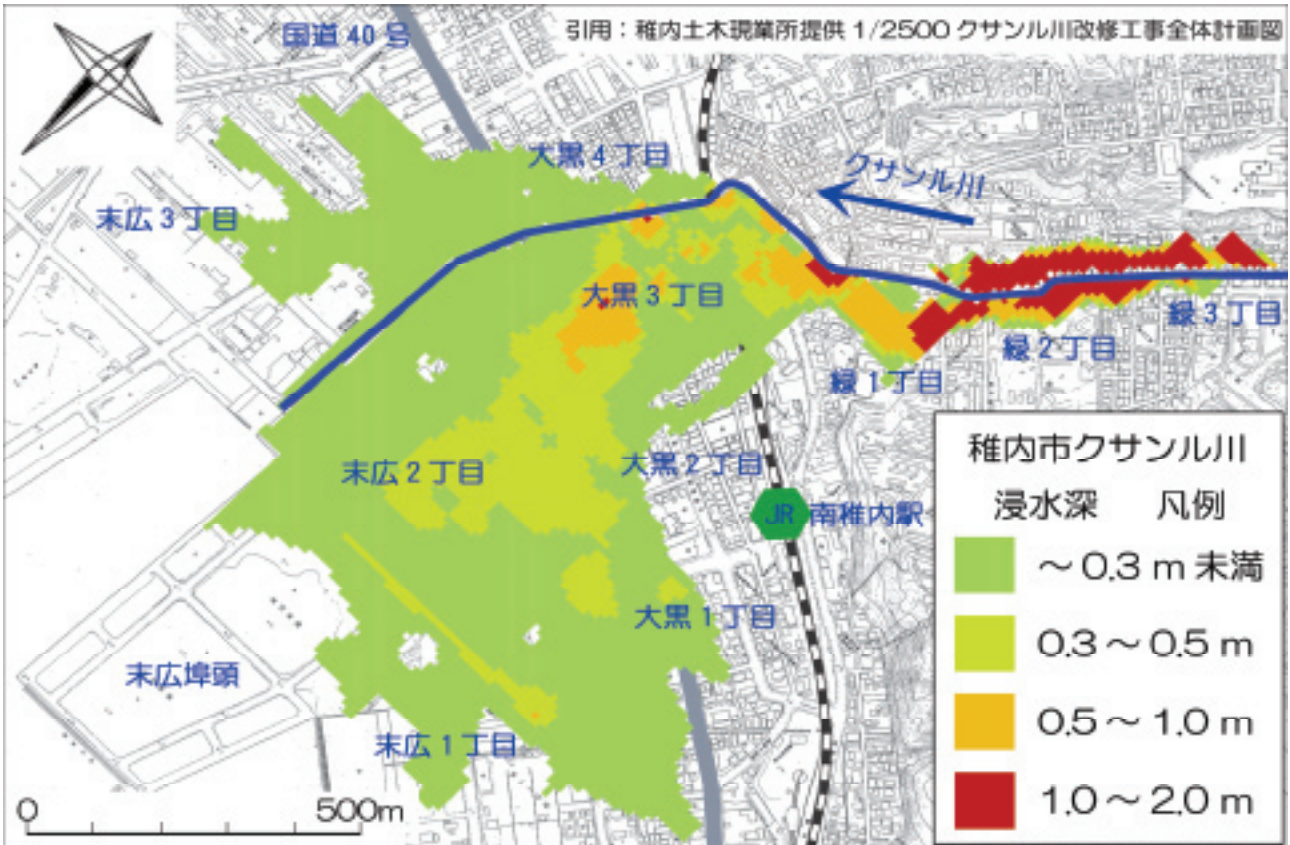 国道40号
引用：稚内土木現業所提供 1/2500 クサンル川改修工事全体計画図
大黒4丁目
クサンル川
末広3丁目
大黒3丁目
緑3丁目
緑2丁目
緑1丁目
末広2丁目
大黒2丁目
JR 南稚内駅
大黒1丁目
末広埠頭
末広1丁目
0 500m
稚内市クサンル川
浸水深 凡例
～0.3 m 未満
0.3～0.5 m
0.5～1.0 m
1.0～2.0 m